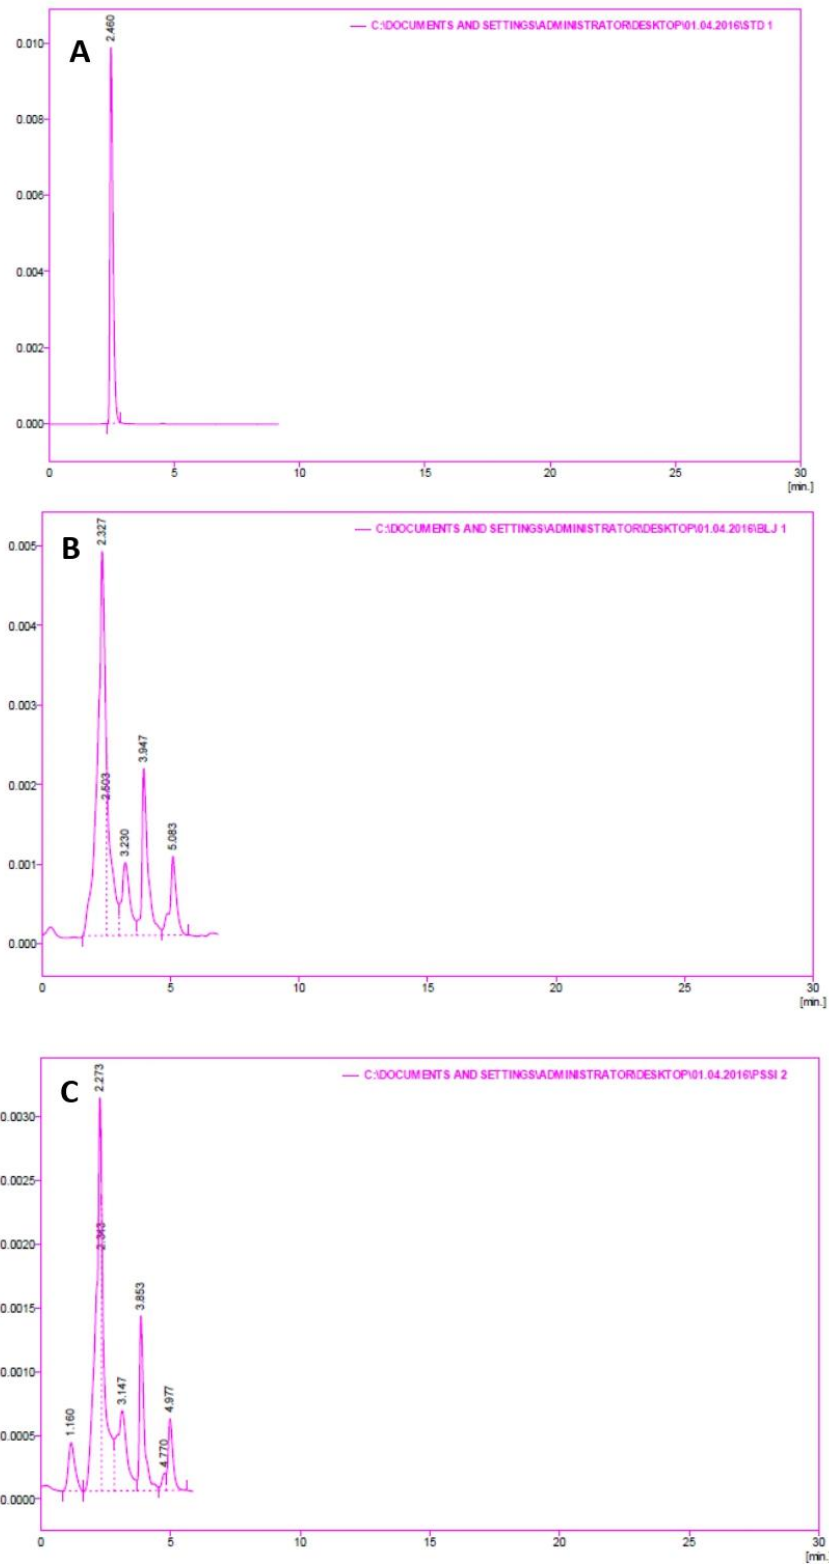 A
2.460
C:\DOCUMENTS AND SETTINGS\ADMINISTRATOR\DESKTOP\01.04.2016\STD 1
0.010
0.008
0.006
0.004
0.002
0.000
0 5 10 15 20 25 30
[min.]
B
2.327
C:\DOCUMENTS AND SETTINGS\ADMINISTRATOR\DESKTOP\01.04.2016\BLJ 1
0.005
0.004
3.947
0.003
0.002
2.503
3.230
5.083
0.001
0.000
0 5 10 15 20 25 30
[min.]
C
2.273
C:\DOCUMENTS AND SETTINGS\ADMINISTRATOR\DESKTOP\01.04.2016\PSSI 2
0.0030
0.0025
0.0020
2.343
0.0015
3.853
0.0010
3.147
4.977
1.160
0.0005
4.770
0.0000
0 5 10 15 20 25 30
[min.